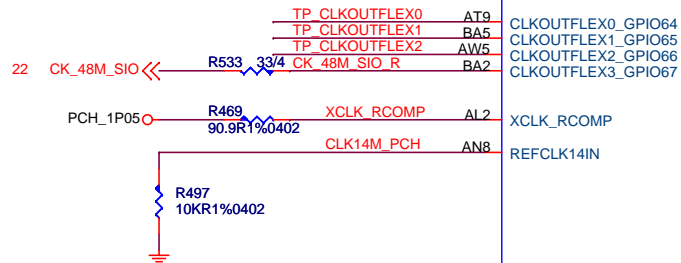 TP_CLKOUTFLEX0 AT9 CLKOUTFLEX0_GPIO64
TP_CLKOUTFLEX1 BA5 CLKOUTFLEX1_GPIO65
TP_CLKOUTFLEX2 AW5 CLKOUTFLEX2_GPIO66
22 CK_48M_SIO R533 33/4 CK_48M_SIO_R BA2 CLKOUTFLEX3_GPIO67
PCH_1P05 R469 XCLK_RCOMP AL2 XCLK_RCOMP
90.9R1%0402
CLK14M_PCH AN8 REFCLK14IN
R497
10KR1%0402